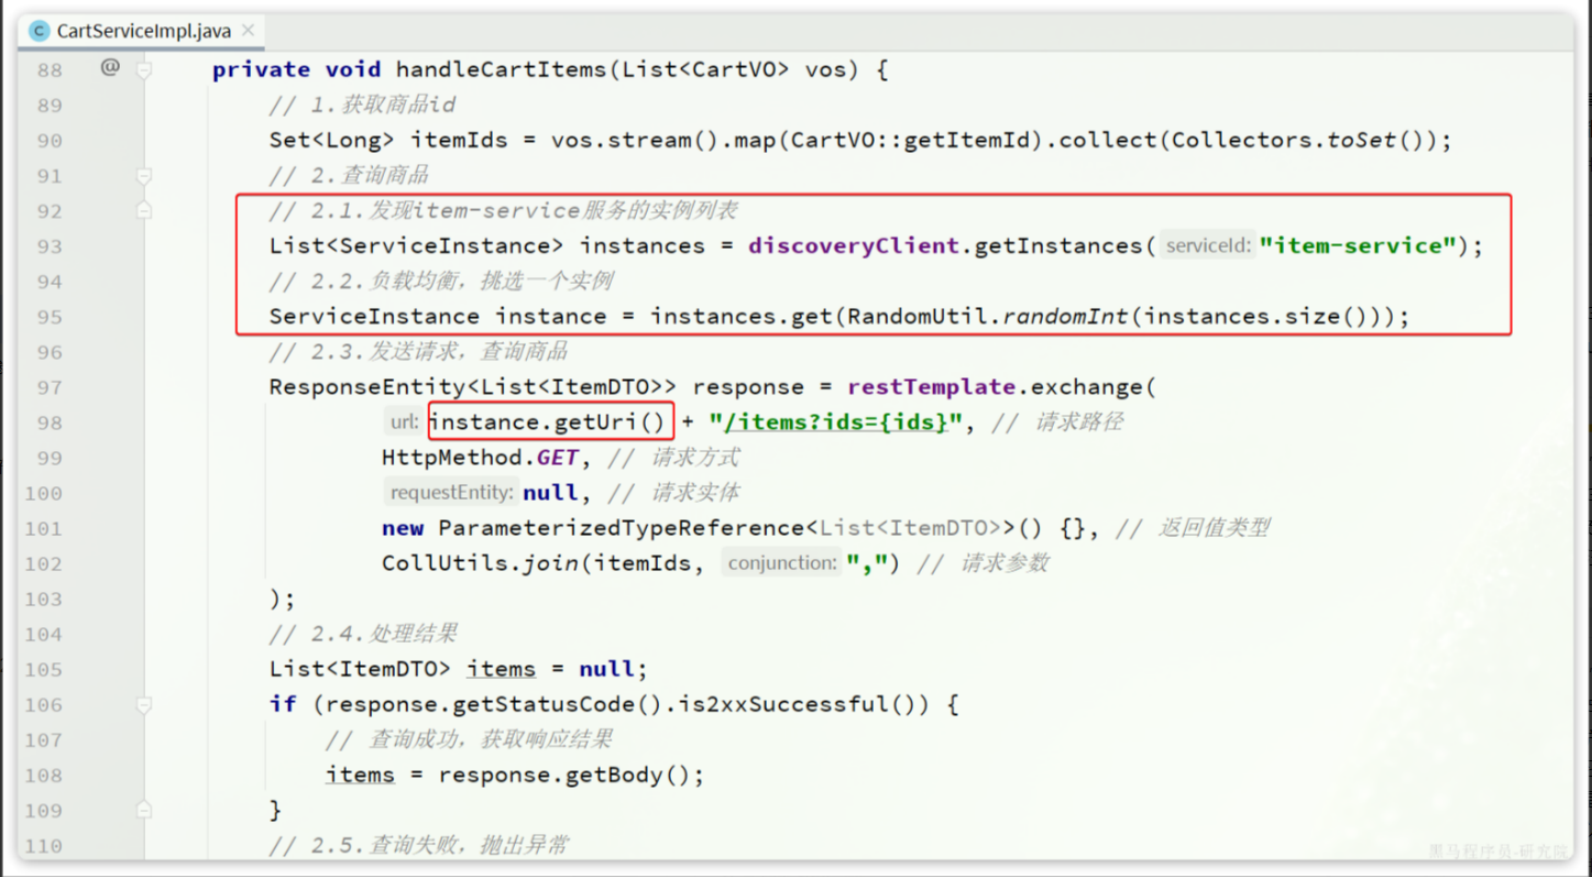 CartServiceImpl.java
88 @ private void handleCartItems(List<CartVO> vos) {
89 // 1.获取商品id
90 Set<Long> itemIds = vos.stream().map(CartVO::getItemId).collect(Collectors.toSet());
91 // 2.查询商品
92 // 2.1.发现item-service服务的实例列表
93 List<ServiceInstance> instances = discoveryClient.getInstances( serviceId: "item-service");
94 // 2.2.负载均衡，挑选一个实例
95 ServiceInstance instance = instances.get(RandomUtil.randomInt(instances.size()));
96 // 2.3.发送请求，查询商品
97 ResponseEntity<List<ItemDTO>> response = restTemplate.exchange(
98 url: instance.getUri() + "/items?ids={ids}", // 请求路径
99 HttpMethod.GET, // 请求方式
100 requestEntity: null, // 请求实体
101 new ParameterizedTypeReference<List<ItemDTO>>() {}, // 返回值类型
102 CollUtils.join(itemIds, conjunction: ",") // 请求参数
103 );
104 // 2.4.处理结果
105 List<ItemDTO> items = null;
106 if (response.getStatusCode().is2xxSuccessful()) {
107 // 查询成功，获取响应结果
108 items = response.getBody();
109 }
110 // 2.5.查询失败，抛出异常
黑马程序员-研究院